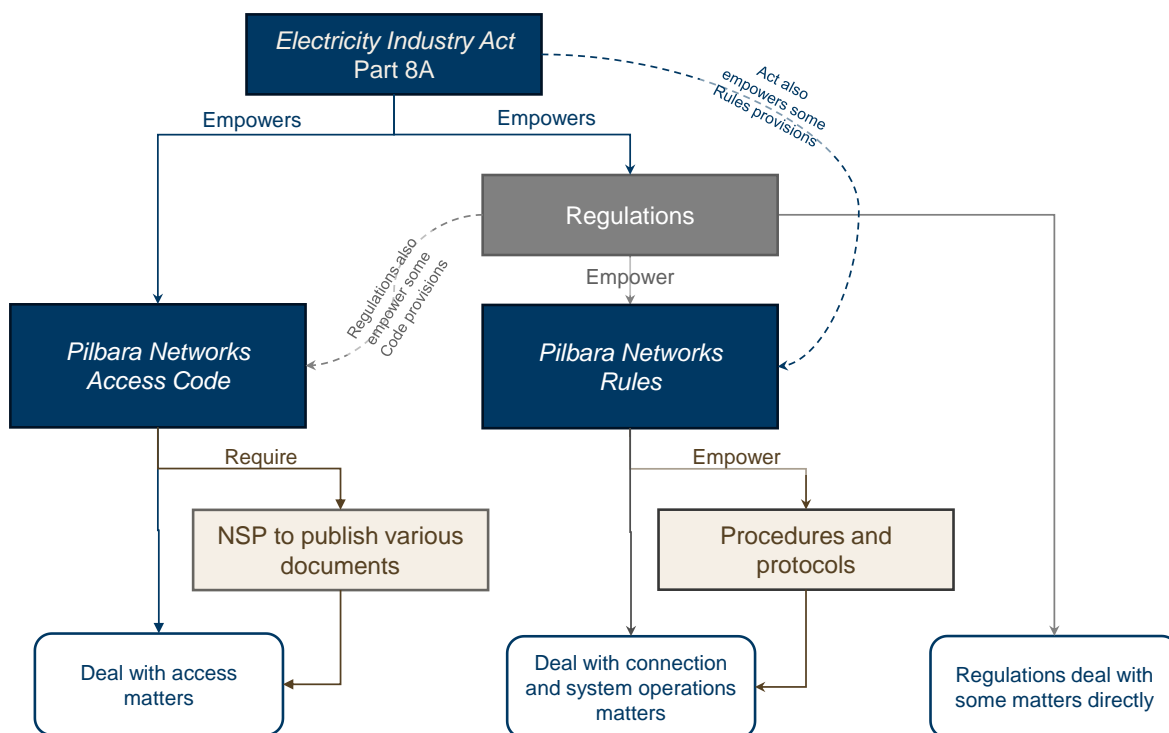 Electricity Industry Act
Part 8A
Act also
empowers some
Rules provisions
Empowers
Empowers
Regulations
Regulations also
empower some
Code provisions
Empower
Pilbara Networks
Access Code
Pilbara Networks
Rules
Require
Empower
NSP to publish various
documents
Procedures and
protocols
Deal with access
matters
Deal with connection
and system operations
matters
Regulations deal with
some matters directly